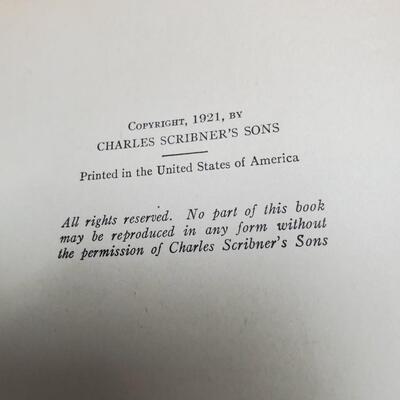 Copyright, 1921, by
CHARLES SCRIBNER'S SONS
Printed in the United States of America
All rights reserved. No part of this book
may be reproduced in any form without
the permission of Charles Scribner's Sons